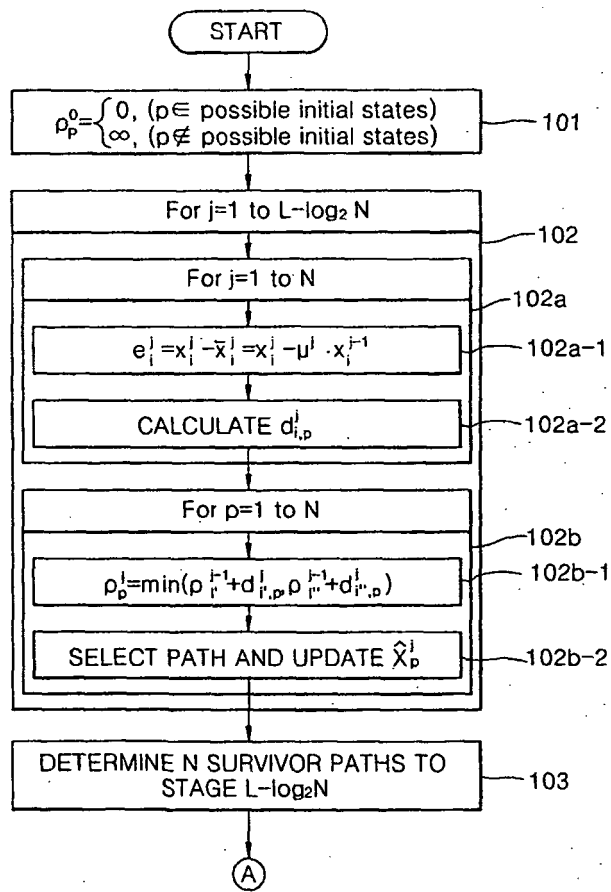 START
ρ_p^0 = { 0, (p∈ possible initial states)
∞, (p∉ possible initial states)
101
For j=1 to L-log₂ N
102
For j=1 to N
102a
e_i^j = x_i^j - x̄_i^j = x_i^j - μ^j · x_i^{j-1}
102a-1
CALCULATE d_{i,p}^j
102a-2
For p=1 to N
102b
ρ_p^j = min(ρ_{i'}^{j-1} + d_{i',p}^j, ρ_{i''}^{j-1} + d_{i'',p}^j)
102b-1
SELECT PATH AND UPDATE X̂_p^j
102b-2
DETERMINE N SURVIVOR PATHS TO
STAGE L-log₂N
103
A